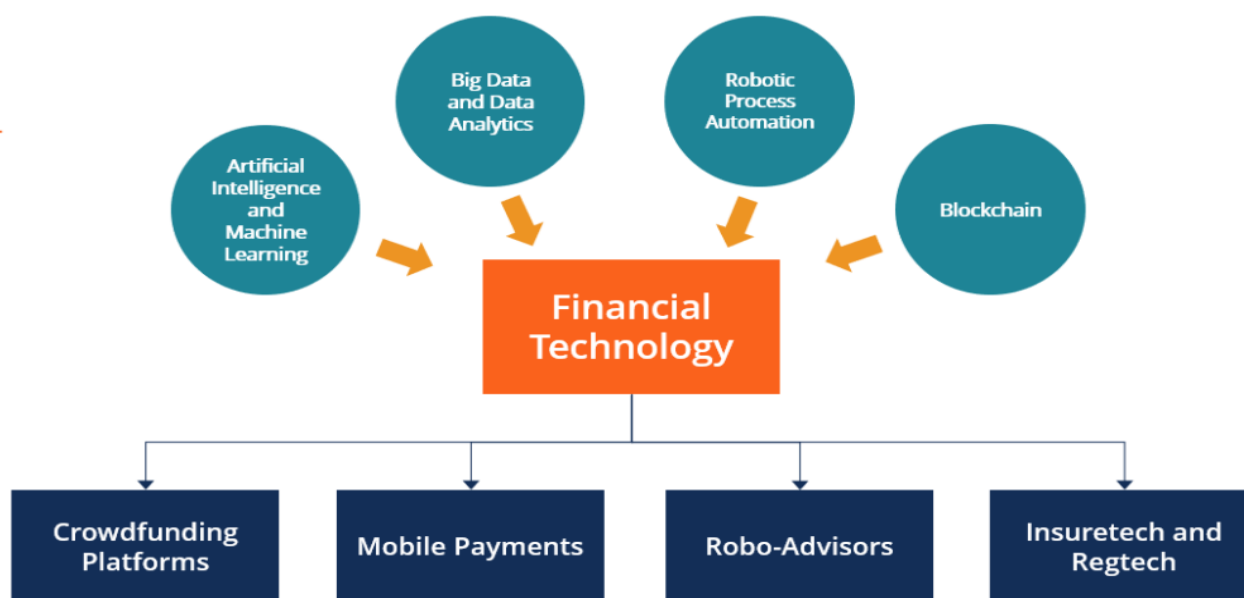 Big Data
and Data
Analytics
Robotic
Process
Automation
Artificial
Intelligence
and
Machine
Learning
Blockchain
Financial
Technology
Crowdfunding
Platforms
Mobile Payments
Robo-Advisors
Insuretech and
Regtech